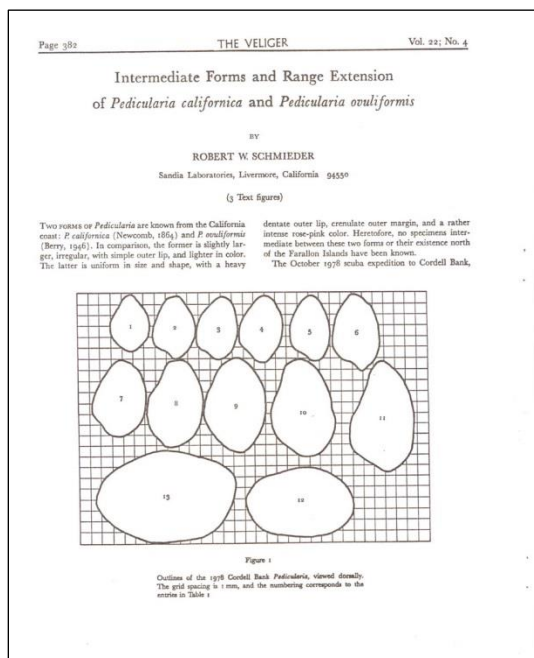 Page 382 THE VELIGER Vol. 22; No. 4
Intermediate Forms and Range Extension
of Pedicularia californica and Pedicularia ovuliformis
BY
ROBERT W. SCHMIEDER
Sandia Laboratories, Livermore, California 94550
(3 Text figures)
TWO FORMS OF Pedicularia are known from the California
coast: P. californica (Newcomb, 1864) and P. ovuliformis
(Berry, 1946). In comparison, the former is slightly lar-
ger, irregular, with simple outer lip, and lighter in color.
The latter is uniform in size and shape, with a heavy
dentate outer lip, crenulate outer margin, and a rather
intense rose-pink color. Heretofore, no specimens inter-
mediate between these two forms or their existence north
of the Farallon Islands have been known.
The October 1978 scuba expedition to Cordell Bank,
1 2 3 4 5 6
7 8 9 10 11
13 12
Figure 1
Outlines of the 1978 Cordell Bank Pedicularia, viewed dorsally.
The grid spacing is 1 mm, and the numbering corresponds to the
entries in Table 1